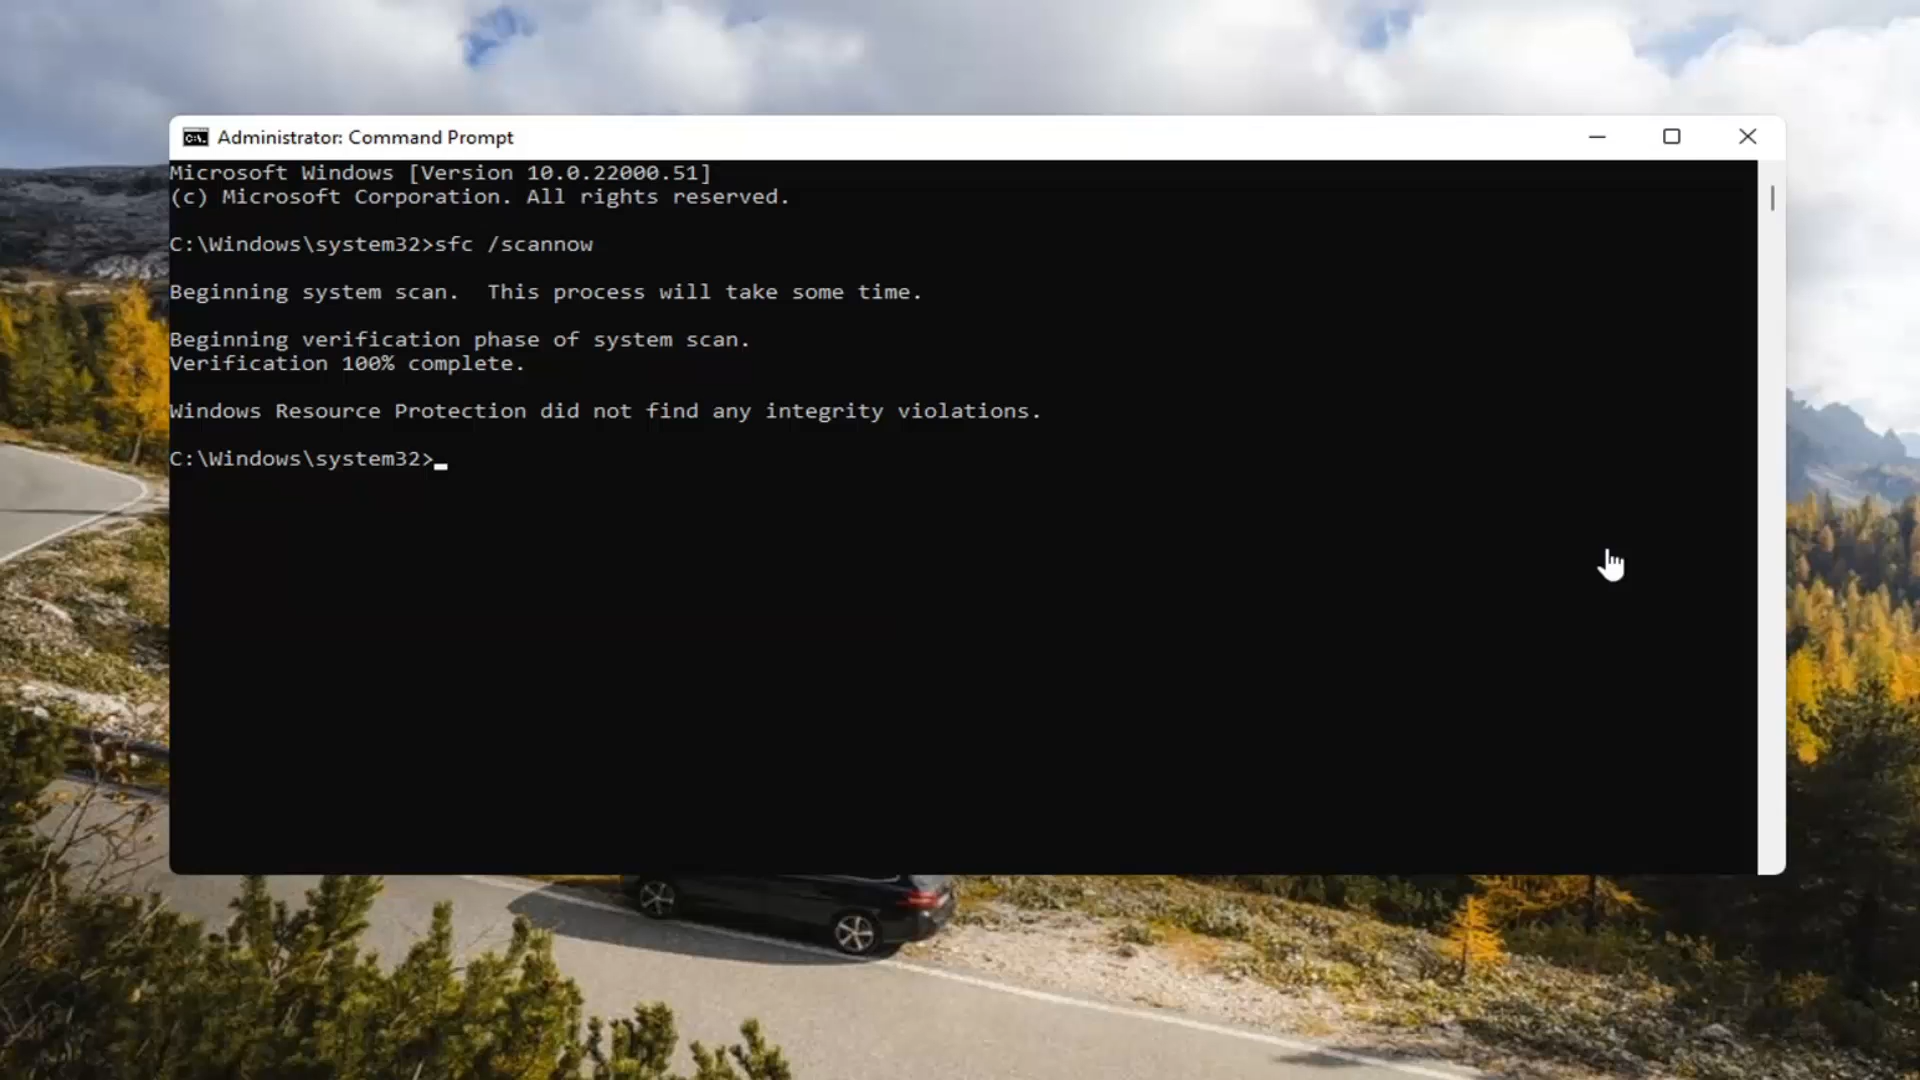 Administrator: Command Prompt
Microsoft Windows [Version 10.0.22000.51]
(c) Microsoft Corporation. All rights reserved.
C:\Windows\system32>sfc /scannow
Beginning system scan.  This process will take some time.
Beginning verification phase of system scan.
Verification 100% complete.
Windows Resource Protection did not find any integrity violations.
C:\Windows\system32>